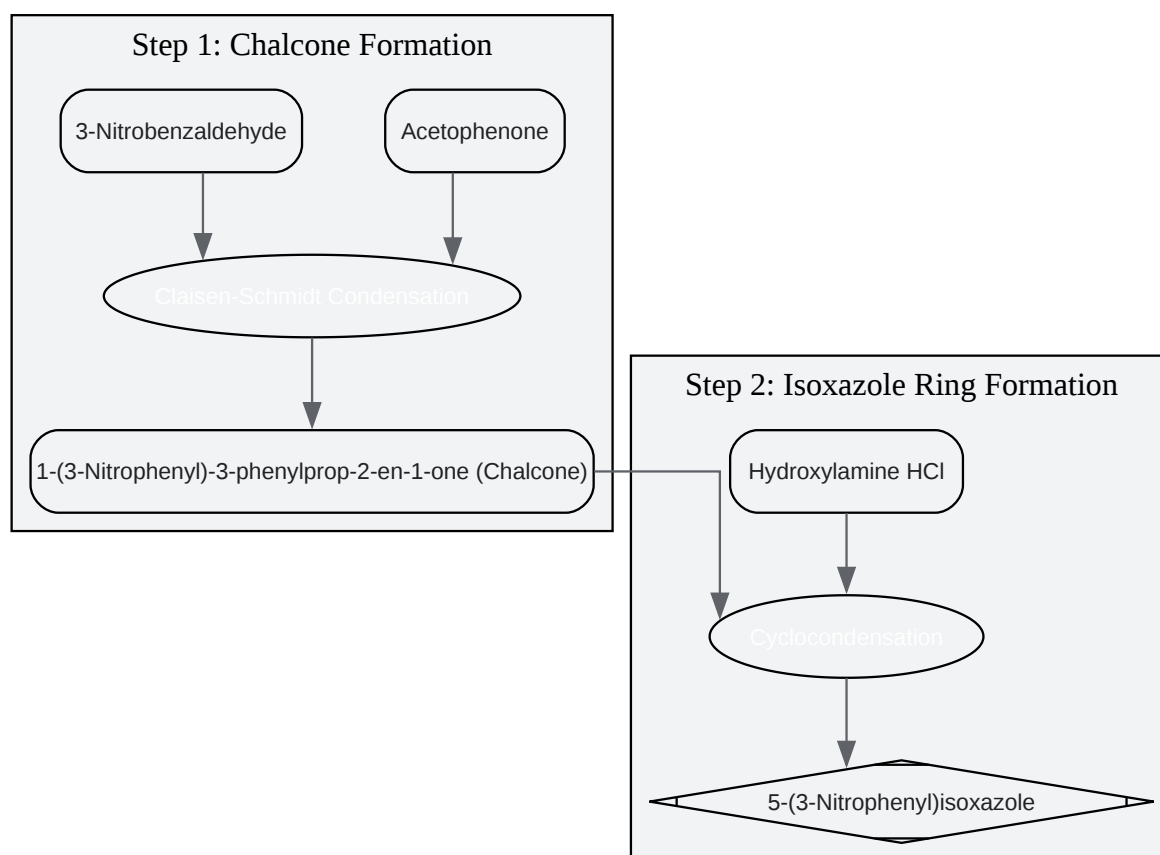 Step 1: Chalcone Formation
3-Nitrobenzaldehyde
Acetophenone
Claisen-Schmidt Condensation
1-(3-Nitrophenyl)-3-phenylprop-2-en-1-one (Chalcone)
Step 2: Isoxazole Ring Formation
Hydroxylamine HCl
Cyclocondensation
5-(3-Nitrophenyl)isoxazole